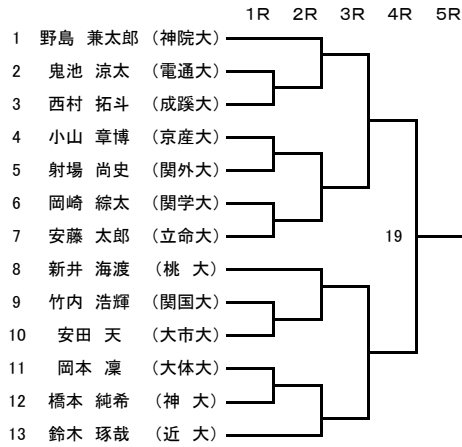 1R 2R 3R 4R 5R
1 野島 兼太郎 (神院大)
2 鬼池 涼太 (電通大)
3 西村 拓斗 (成蹊大)
4 小山 章博 (京産大)
5 射場 尚史 (関外大)
6 岡崎 綜太 (関学大)
7 安藤 太郎 (立命大)
19
8 新井 海渡 (桃 大)
9 竹内 浩輝 (関国大)
10 安田 天 (大市大)
11 岡本 凜 (大体大)
12 橋本 純希 (神 大)
13 鈴木 琢哉 (近 大)